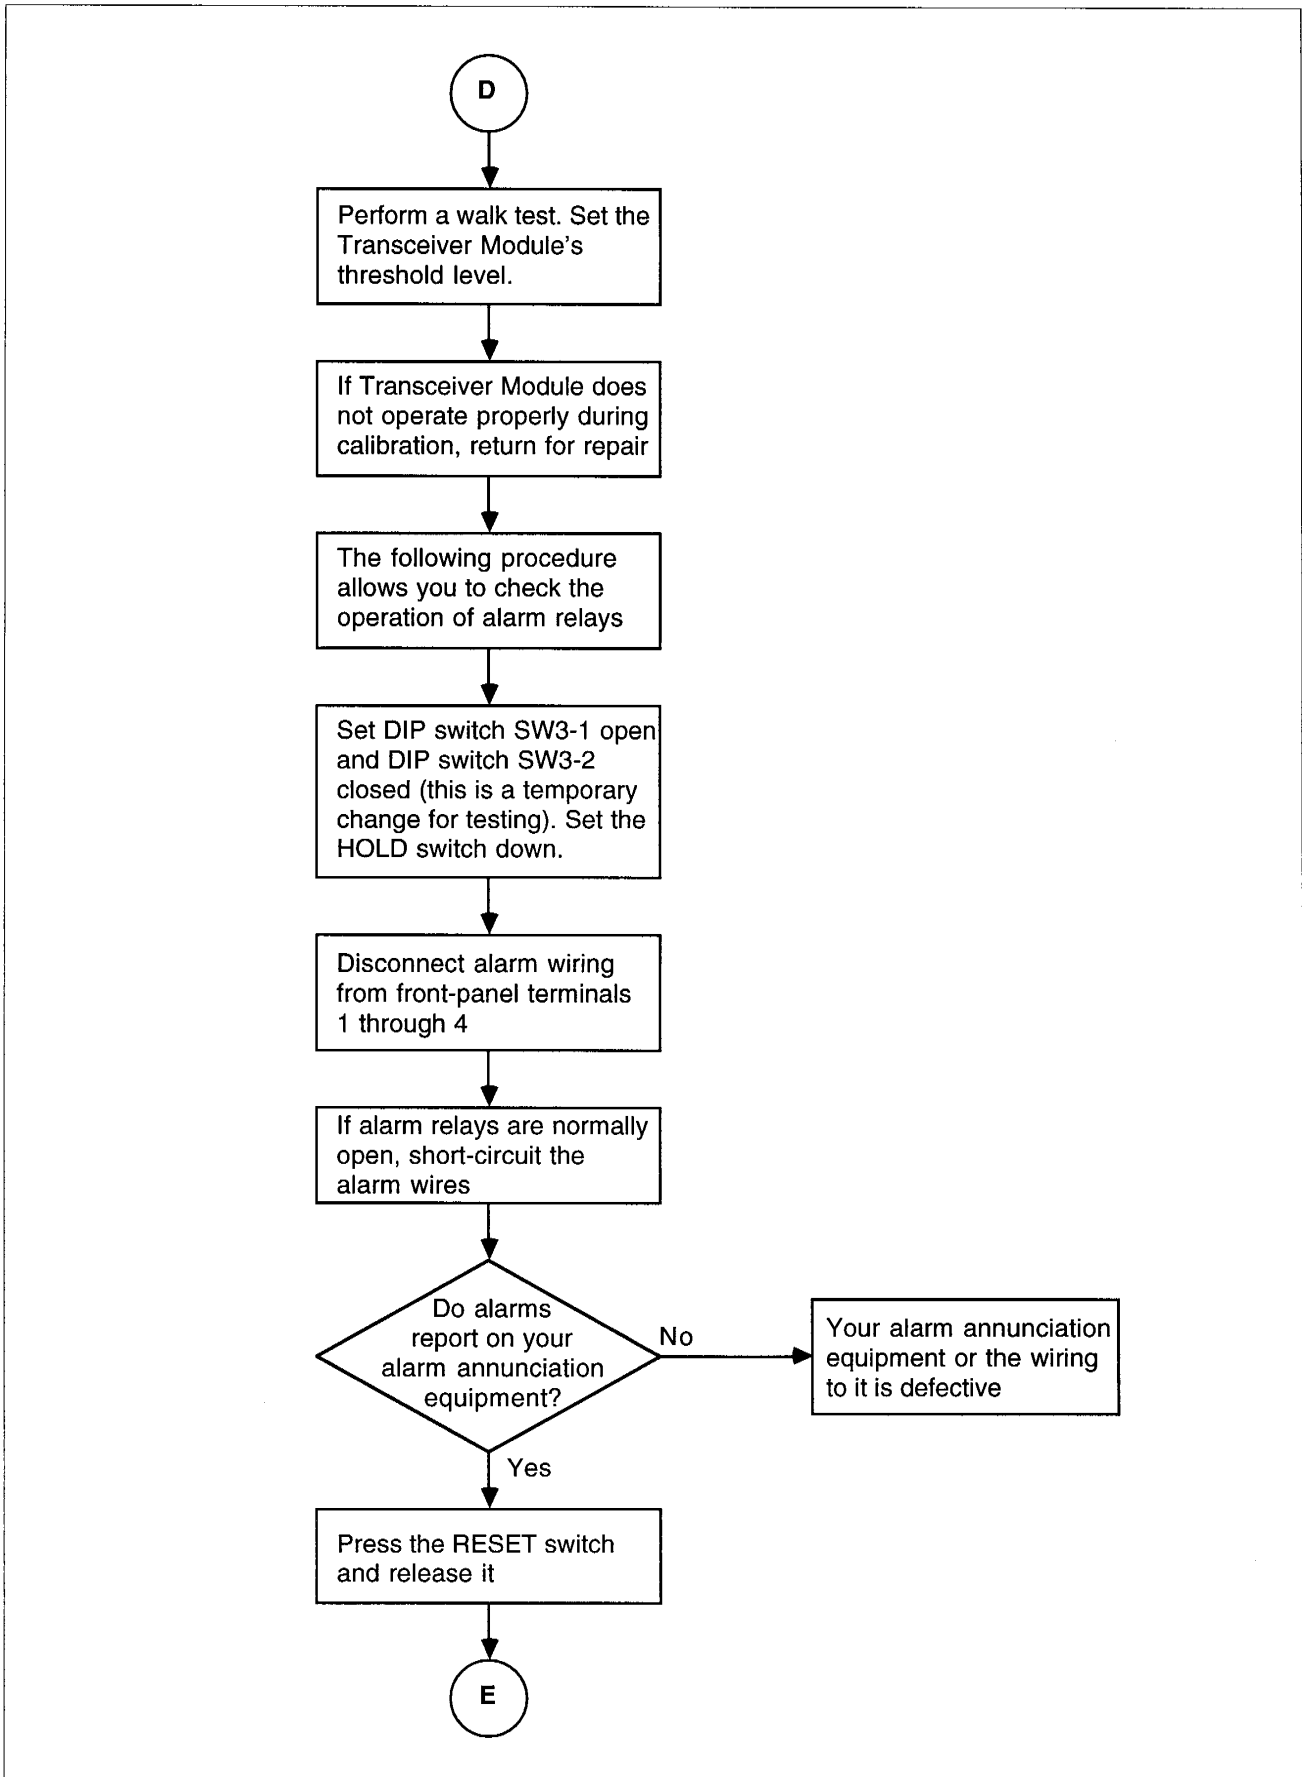 D
Perform a walk test. Set the
Transceiver Module's
threshold level.
If Transceiver Module does
not operate properly during
calibration, return for repair
The following procedure
allows you to check the
operation of alarm relays
Set DIP switch SW3-1 open
and DIP switch SW3-2
closed (this is a temporary
change for testing). Set the
HOLD switch down.
Disconnect alarm wiring
from front-panel terminals
1 through 4
If alarm relays are normally
open, short-circuit the
alarm wires
Do alarms
report on your
alarm annunciation
equipment?
No
Your alarm annunciation
equipment or the wiring
to it is defective
Yes
Press the RESET switch
and release it
E